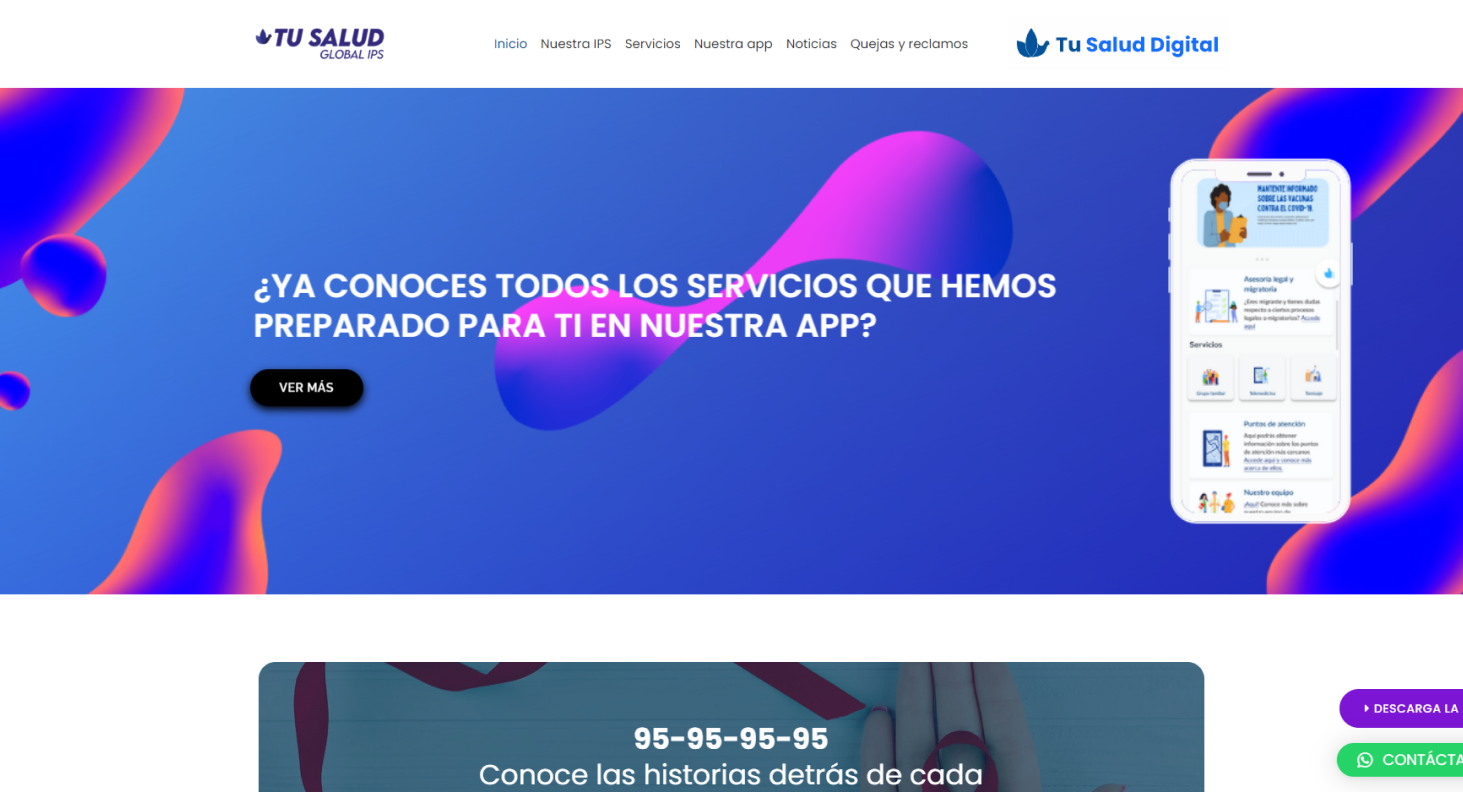 TU SALUD
GLOBAL IPS
Inicio Nuestra IPS Servicios Nuestra app Noticias Quejas y reclamos
Tu Salud Digital
¿YA CONOCES TODOS LOS SERVICIOS QUE HEMOS
PREPARADO PARA TI EN NUESTRA APP?
VER MÁS
MANTENTE INFORMADO
SOBRE LAS VACUNAS
CONTRA EL COVID-19.
Asesoría legal y
migratoria
¿Eres migrante y tienes dudas
respecto a ciertos procesos
legales o migratorios? Accede
aquí
Servicios
Grupo familiar Telemedicina Tamizaje
Puntos de atención
Aquí podrás obtener
información sobre los puntos
de atención más cercanos
Accede aquí y conoce más
acerca de ellos.
Nuestro equipo
¡Aquí! Conoce más sobre
95-95-95-95
Conoce las historias detrás de cada
DESCARGA LA
CONTÁCTA